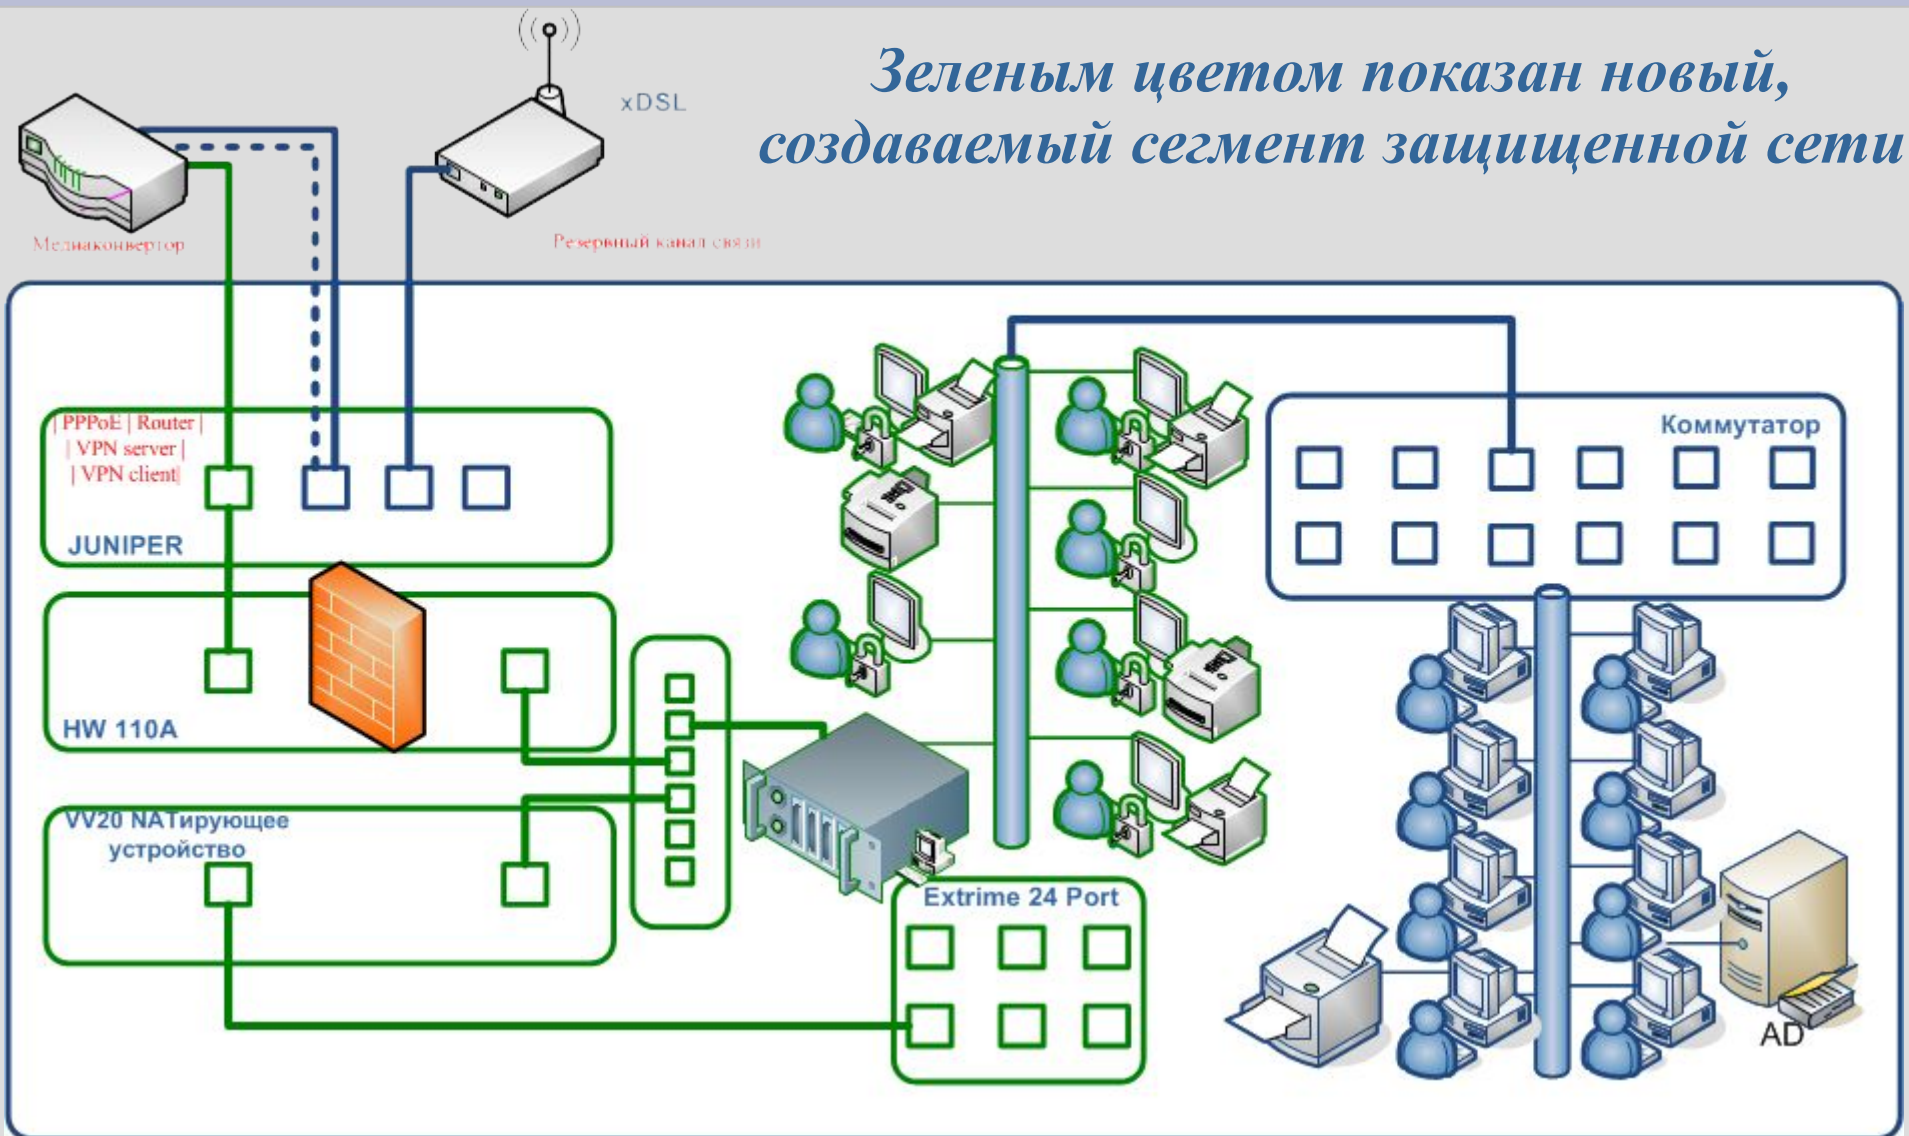 Зеленым цветом показан новый,
создаваемый сегмент защищенной сети
xDSL
Медиаконвертор
Резервный канал связи
| PPPoE | Router |
| VPN server |
| VPN client|
JUNIPER
HW 110A
VV20 NATирующее
устройство
Extrime 24 Port
Коммутатор
AD